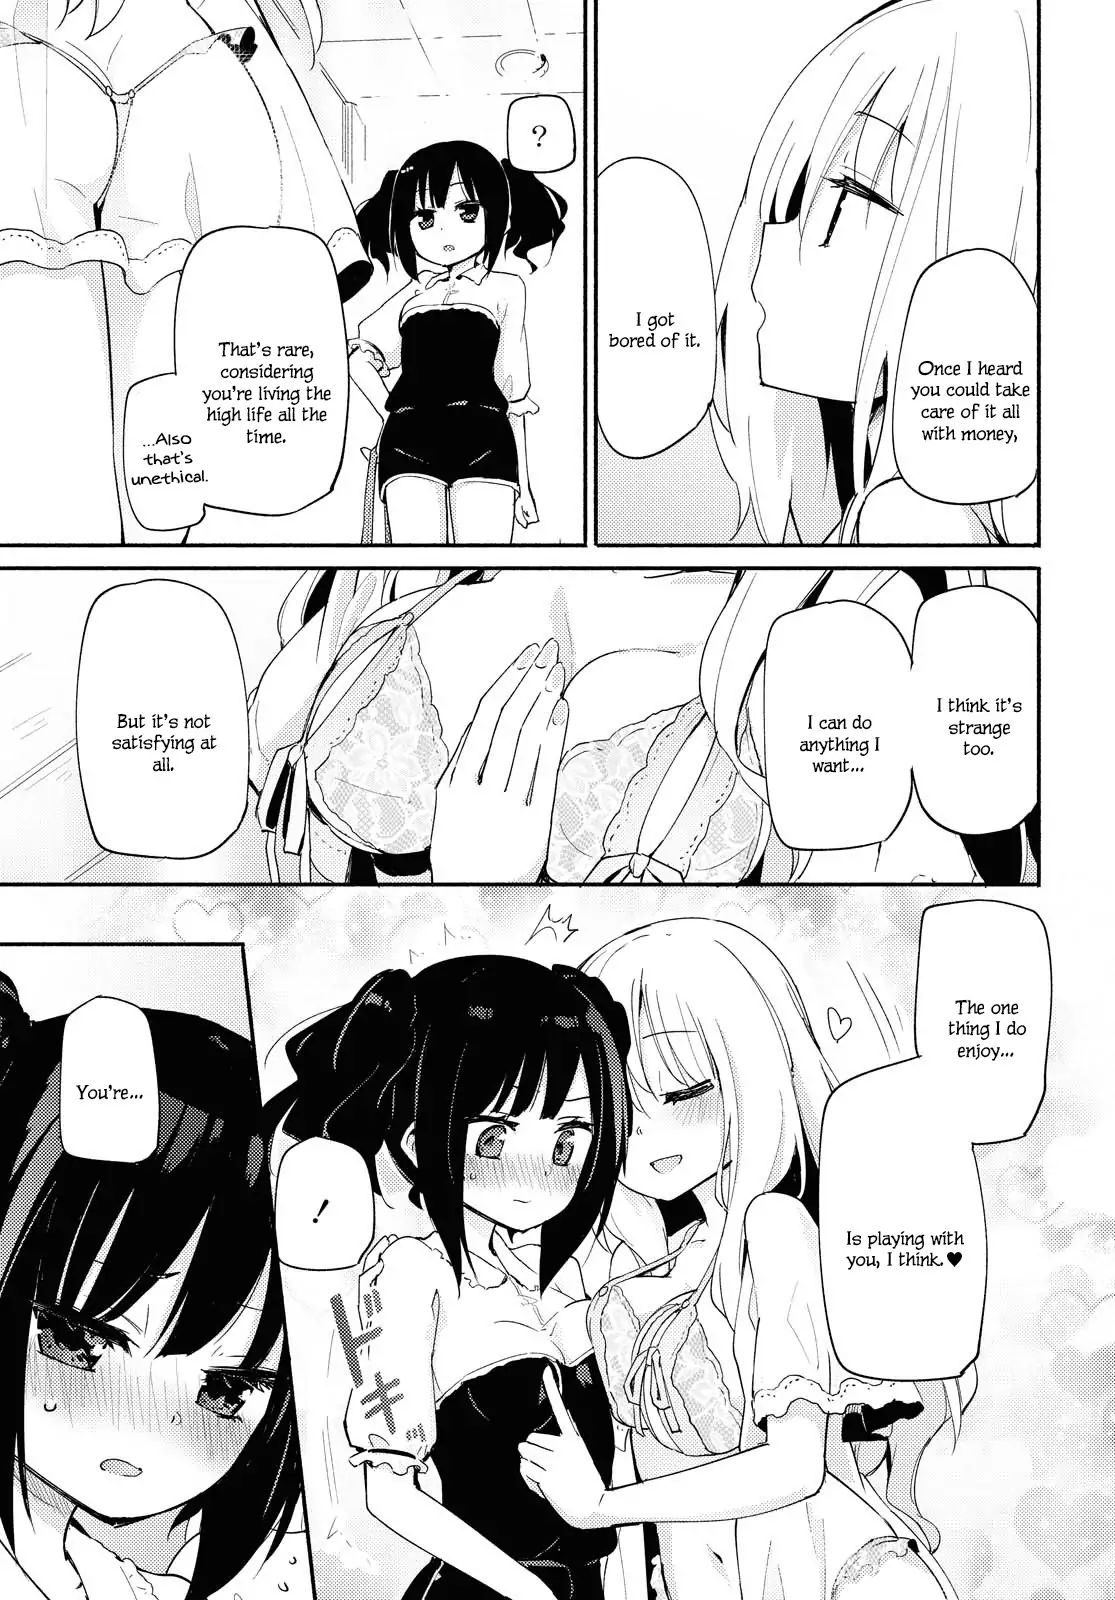 Once I heard
you could take
care of it all
with money,
I got
bored of it.
?
That's rare,
considering
you're living the
high life all the
time.
...Also
that's
unethical.
I think it's
strange
too.
I can do
anything I
want...
But it's not
satisfying at
all.
The one
thing I do
enjoy...
Is playing with
you, I think.♥
!
ドキッ
You're...